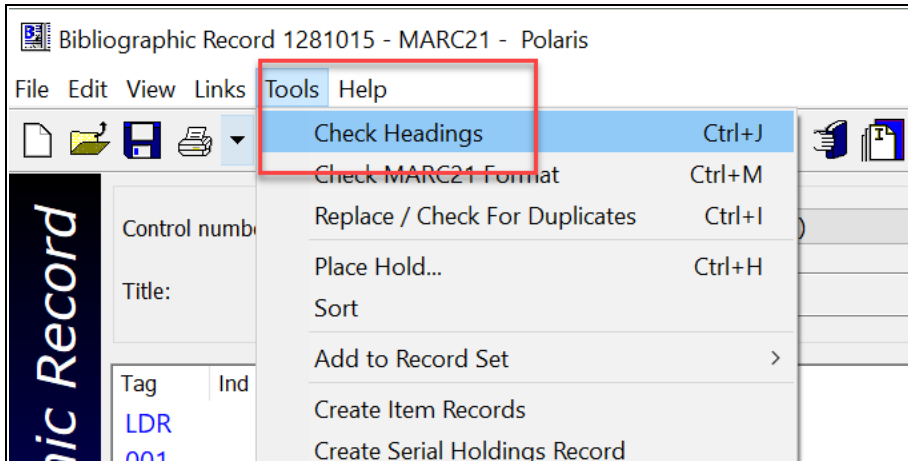 Bibliographic Record 1281015 - MARC21 - Polaris
File Edit View Links Tools Help
Check Headings Ctrl+J
Check MARC21 Format Ctrl+M
Replace / Check For Duplicates Ctrl+I
Control numb
Place Hold... Ctrl+H
Title:
Sort
Add to Record Set
Tag Ind
Create Item Records
LDR
Create Serial Holdings Record
001
nic Record